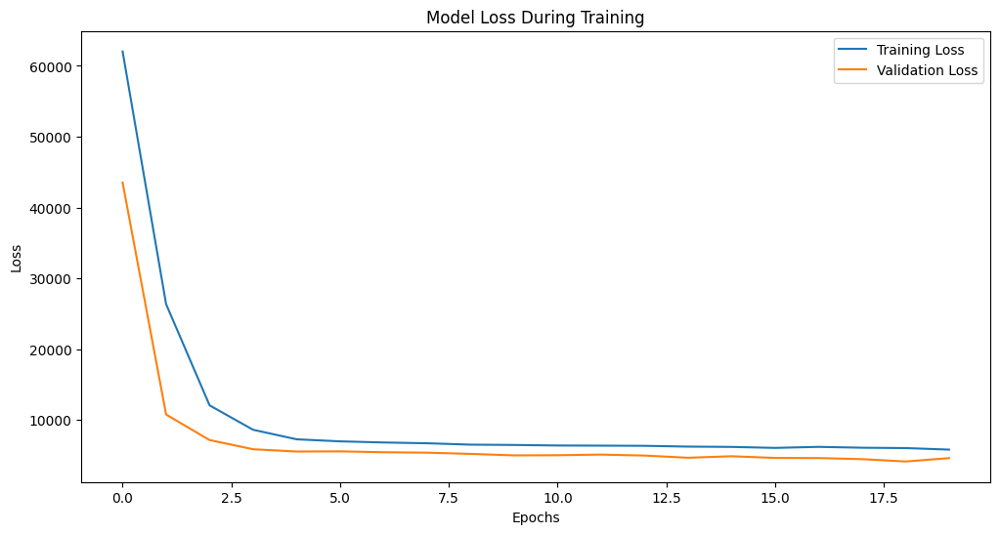 Model Loss During Training
Training Loss
Validation Loss
60000
50000
40000
30000
20000
10000
Loss
0.0 2.5 5.0 7.5 10.0 12.5 15.0 17.5
Epochs